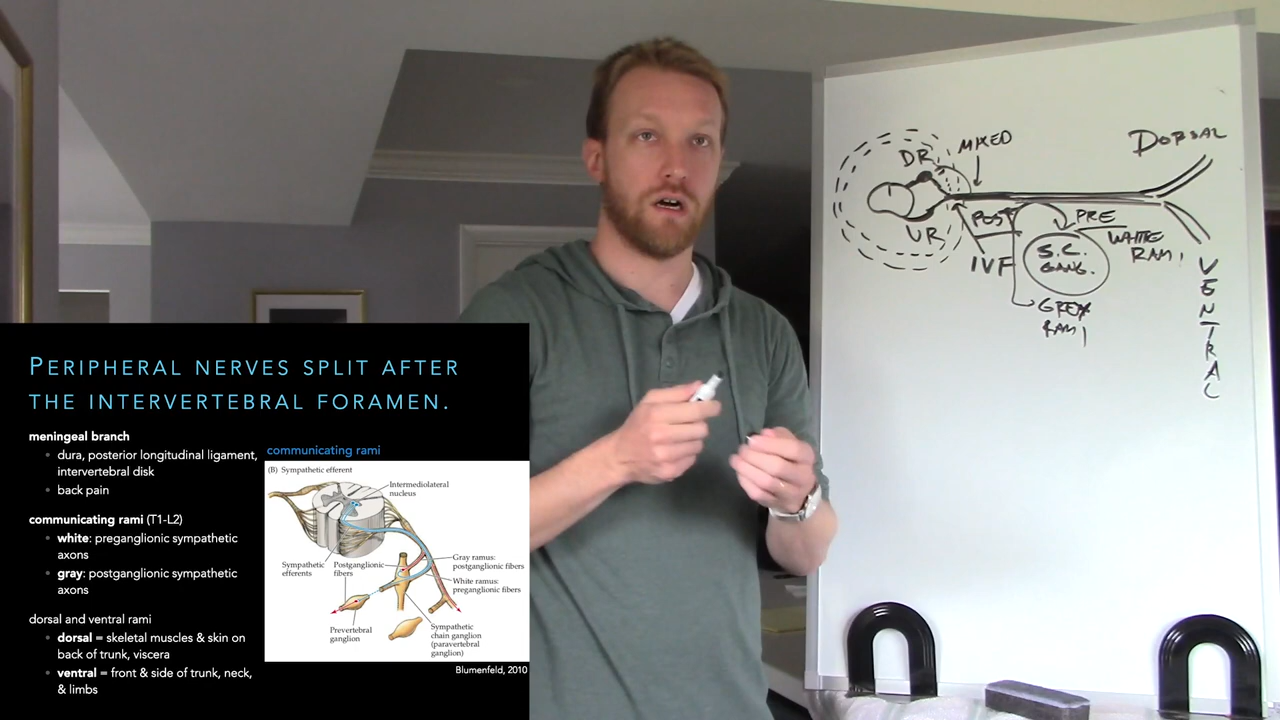 PERIPHERAL NERVES SPLIT AFTER
THE INTERVERTEBRAL FORAMEN.
meningeal branch
dura, posterior longitudinal ligament,
intervertebral disk
back pain
communicating rami (T1-L2)
white: preganglionic sympathetic
axons
gray: postganglionic sympathetic
axons
dorsal and ventral rami
dorsal = skeletal muscles & skin on
back of trunk, viscera
ventral = front & side of trunk, neck,
& limbs
communicating rami
(B) Sympathetic efferent
Intermediolateral
nucleus
Sympathetic
efferents
Postganglionic
fibers
Gray ramus:
postganglionic fibers
White ramus:
preganglionic fibers
Prevertebral
ganglion
Sympathetic
chain ganglion
(paravertebral
ganglion)
Blumenfeld, 2010
DR
MIXED
DORSAL
VR
POST
PRE
WHITE
RAMI
IVF
S.C.
GANG.
GREY
RAMI
VENTRAL